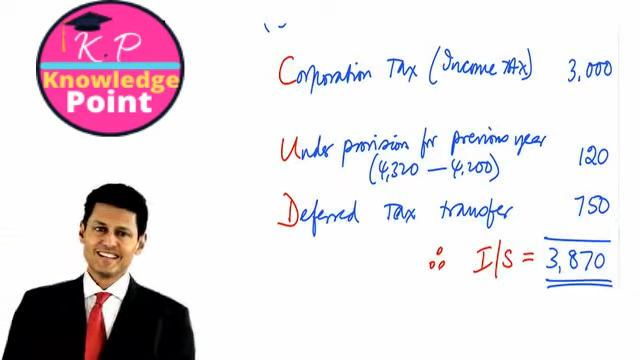 K.P
Knowledge
Point
Corporation Tax (Income TAX) 3,000
Under provision for previous year
(4,320 — 4,200) 120
Deferred Tax transfer 750
∴ I/S = 3,870